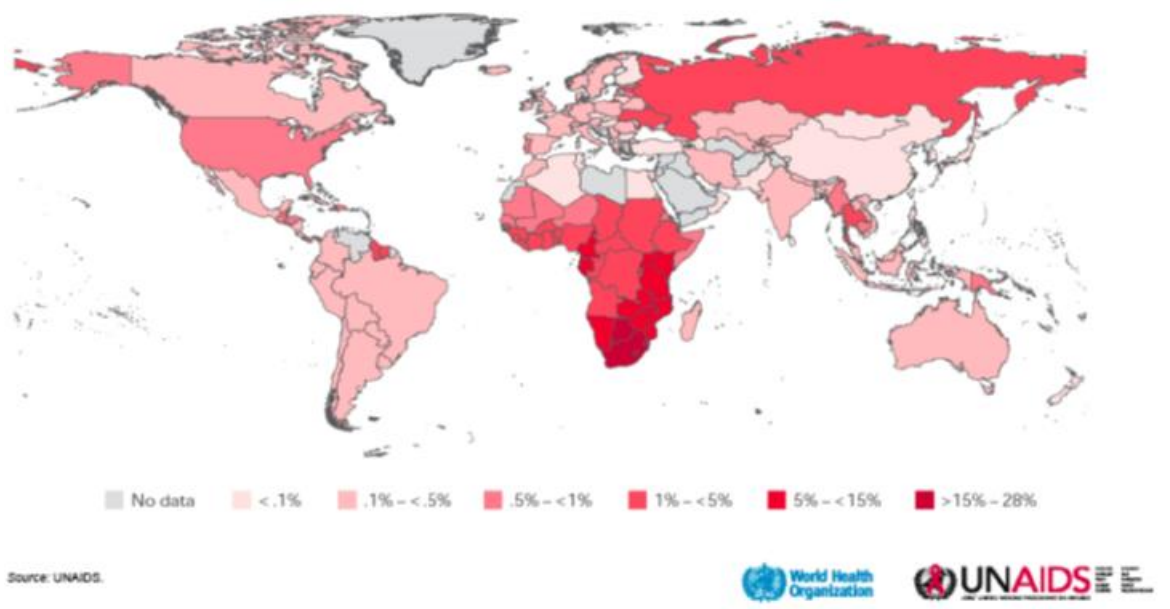 No data <.1% .1% – <.5% .5% – <1% 1% – <5% 5% – <15% >15% – 28%
Source: UNAIDS.
World Health
Organization
UNAIDS